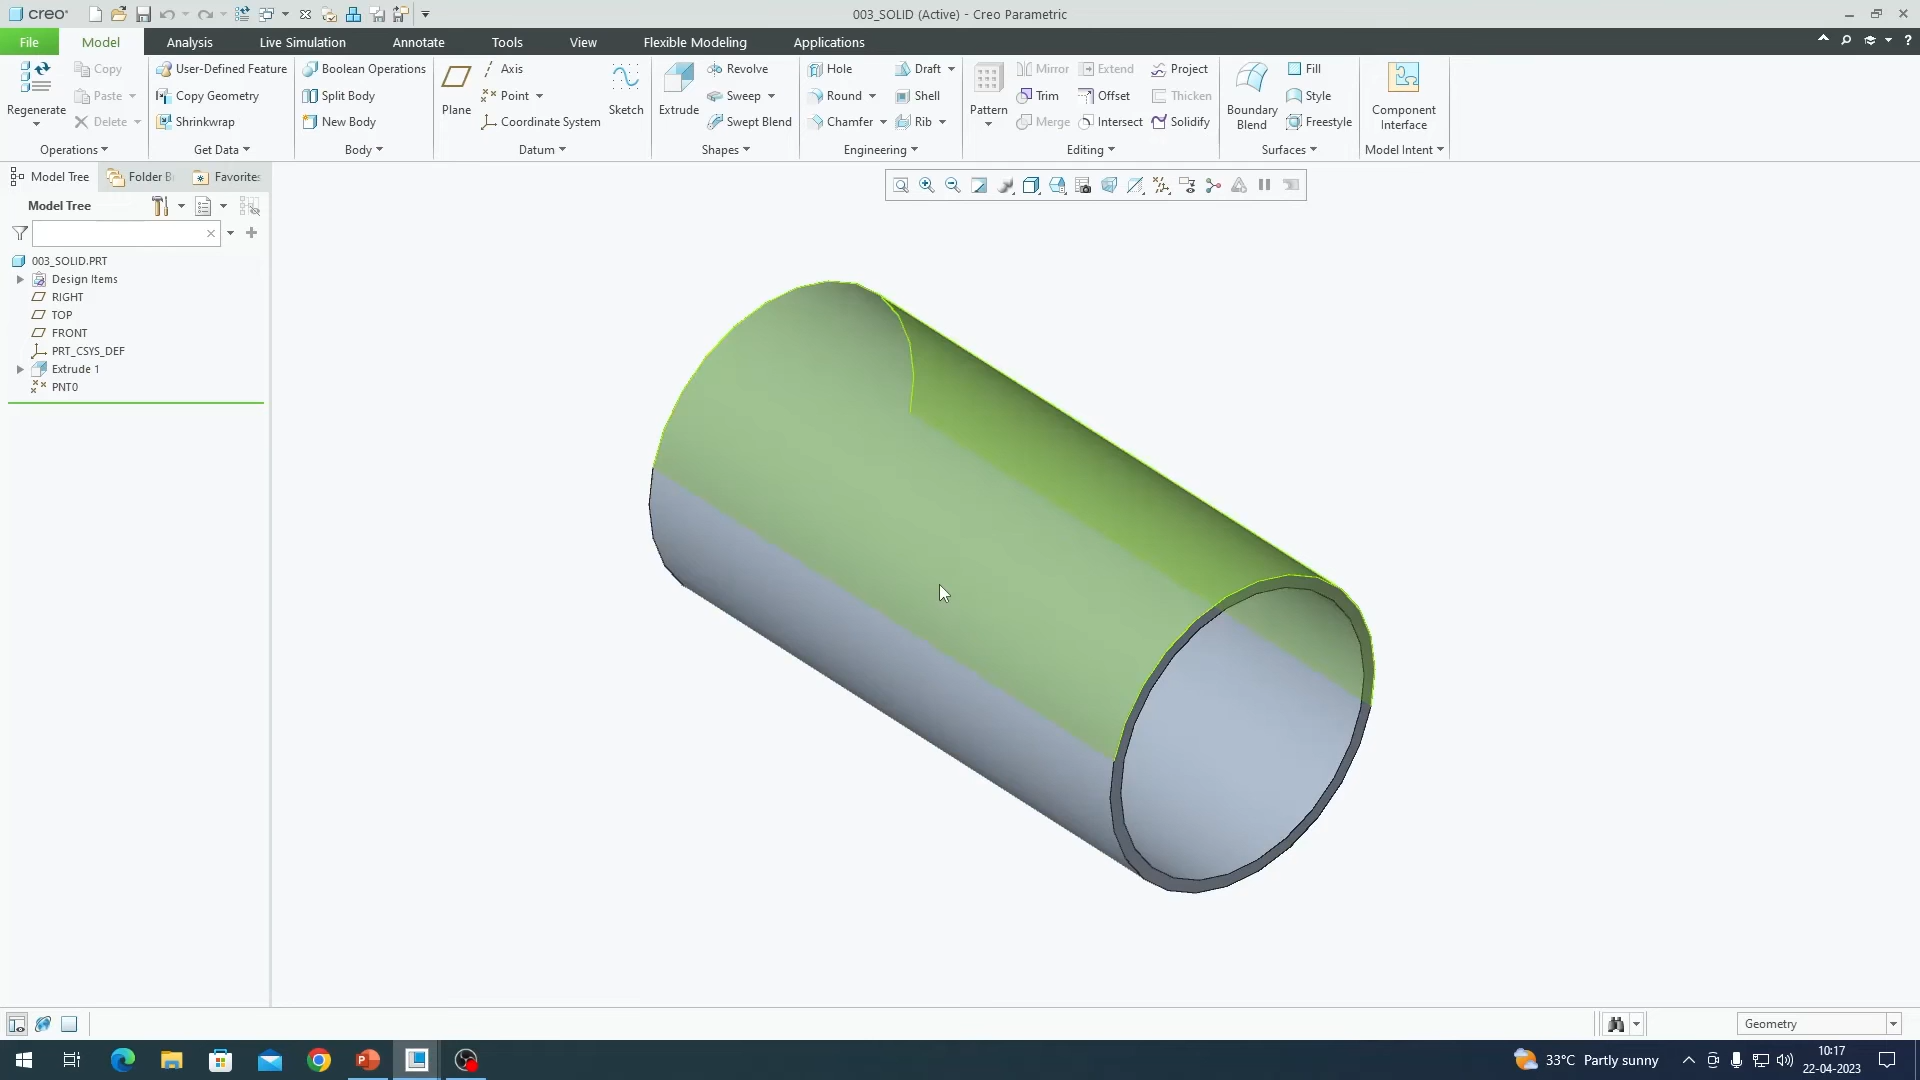 creo
003_SOLID (Active) - Creo Parametric
File
Model
Analysis
Live Simulation
Annotate
Tools
View
Flexible Modeling
Applications
Regenerate
Copy
Paste
Delete
Operations
User-Defined Feature
Copy Geometry
Shrinkwrap
Get Data
Boolean Operations
Split Body
New Body
Body
Plane
Axis
Point
Coordinate System
Sketch
Datum
Extrude
Revolve
Sweep
Swept Blend
Shapes
Hole
Round
Chamfer
Draft
Shell
Rib
Engineering
Pattern
Mirror
Trim
Merge
Extend
Offset
Intersect
Project
Thicken
Solidify
Editing
Boundary
Blend
Fill
Style
Freestyle
Surfaces
Component
Interface
Model Intent
Model Tree
Folder B
Favorites
Model Tree
003_SOLID.PRT
Design Items
RIGHT
TOP
FRONT
PRT_CSYS_DEF
Extrude 1
PNT0
Geometry
33°C Partly sunny
10:17
22-04-2023